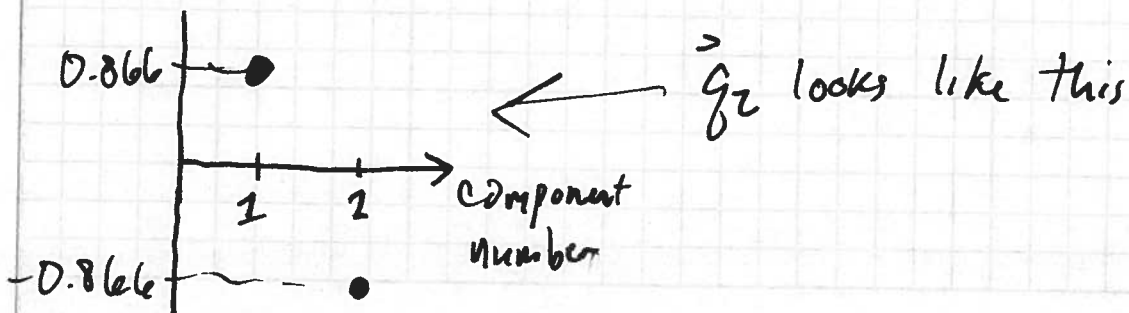 0.866
q⃗2 looks like this
1 2
component
number
-0.866